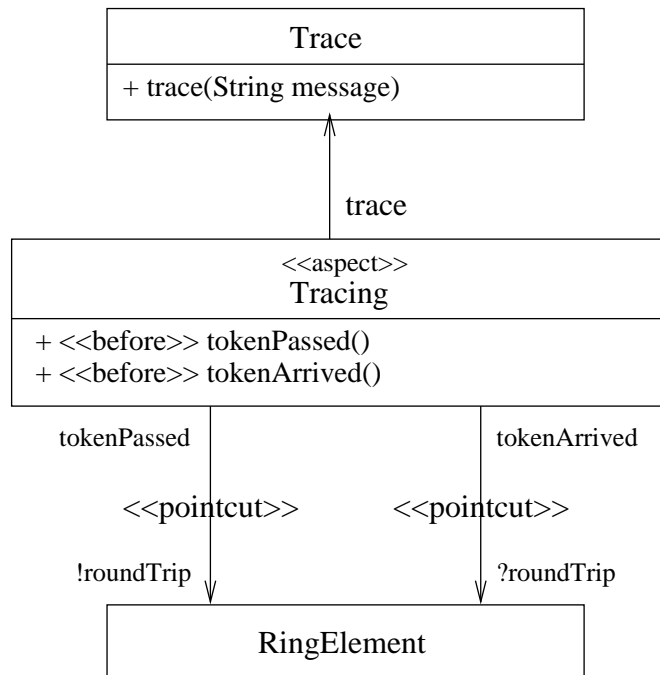 Trace
+ trace(String message)
trace
<<aspect>>
Tracing
+ <<before>> tokenPassed()
+ <<before>> tokenArrived()
tokenPassed
tokenArrived
<<pointcut>>
<<pointcut>>
!roundTrip
?roundTrip
RingElement